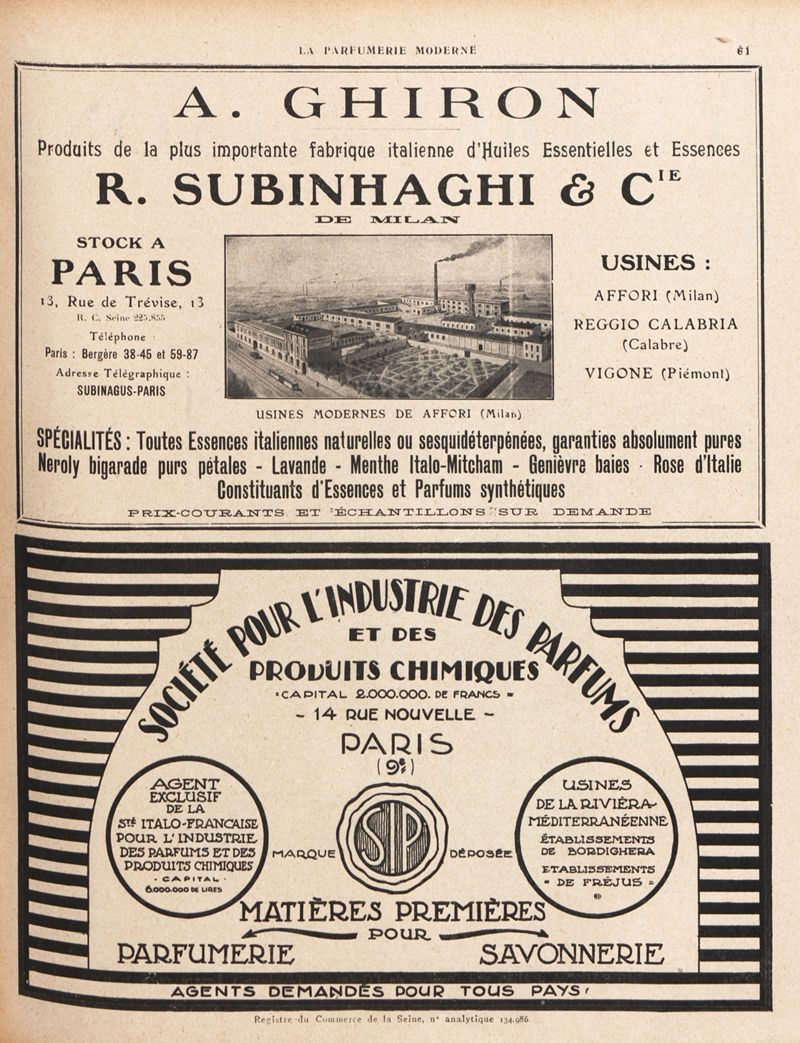 LA PARFUMERIE MODERNE
61
A. GHIRON
Produits de la plus importante fabrique italienne d'Huiles Essentielles et Essences
R. SUBINHAGHI & CIE
DE MILAN
STOCK A
PARIS
13, Rue de Trévise, 13
R. C. Seine 225.855
Téléphone :
Paris : Bergère 38-45 et 59-87
Adresse Télégraphique :
SUBINAGUS-PARIS
USINES MODERNES DE AFFORI (Milan)
USINES :
AFFORI (Milan)
REGGIO CALABRIA
(Calabre)
VIGONE (Piémont)
SPÉCIALITÉS : Toutes Essences italiennes naturelles ou sesquidéterpénées, garanties absolument pures
Neroly bigarade purs pétales - Lavande - Menthe Italo-Mitcham - Genièvre baies - Rose d'Italie
Constituants d'Essences et Parfums synthétiques
PRIX-COURANTS ET ÉCHANTILLONS SUR DEMANDE
SOCIÉTÉ POUR L'INDUSTRIE DES PARFUMS
ET DES
PRODUITS CHIMIQUES
CAPITAL 2.000.000. DE FRANCS
- 14 RUE NOUVELLE -
PARIS
(9e)
AGENT
EXCLUSIF
DE LA
Sté ITALO-FRANCAISE
POUR L'INDUSTRIE
DES PARFUMS ET DES
PRODUITS CHIMIQUES
- CAPITAL -
6.000.000 DE LIRES
MARQUE
SIP
DÉPOSÉE
USINES
DE LA RIVIÈRA
MÉDITERRANÉENNE
ÉTABLISSEMENTS
DE BORDIGHERA
ETABLISSEMENTS
- DE FRÉJUS -
MATIÈRES PREMIÈRES
POUR
PARFUMERIE
SAVONNERIE
AGENTS DEMANDÉS POUR TOUS PAYS!
Registre du Commerce de la Seine, n° analytique 134.986.